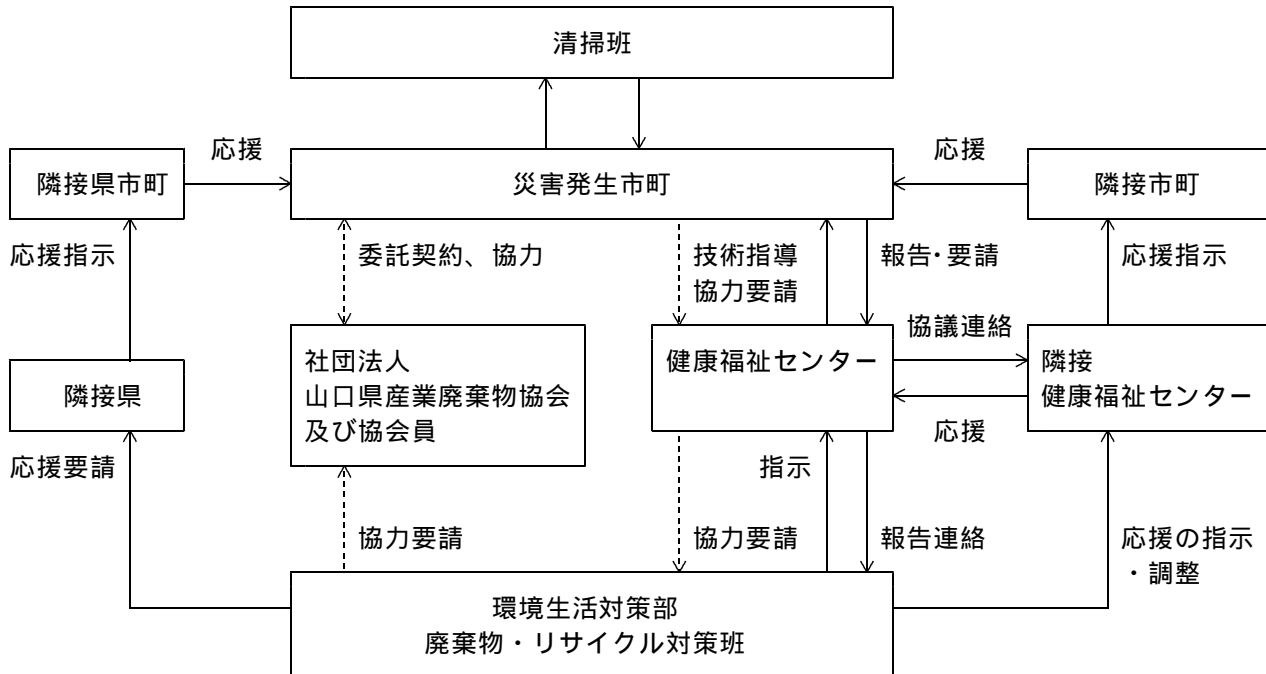 清掃班
応援
応援
隣接県市町
災害発生市町
隣接市町
応援指示
委託契約、協力
技術指導
協力要請
報告・要請
応援指示
協議連絡
社団法人
山口県産業廃棄物協会
及び協会員
健康福祉センター
隣接
健康福祉センター
隣接県
応援
応援要請
指示
協力要請
協力要請
報告連絡
応援の指示
・調整
環境生活対策部
廃棄物・リサイクル対策班